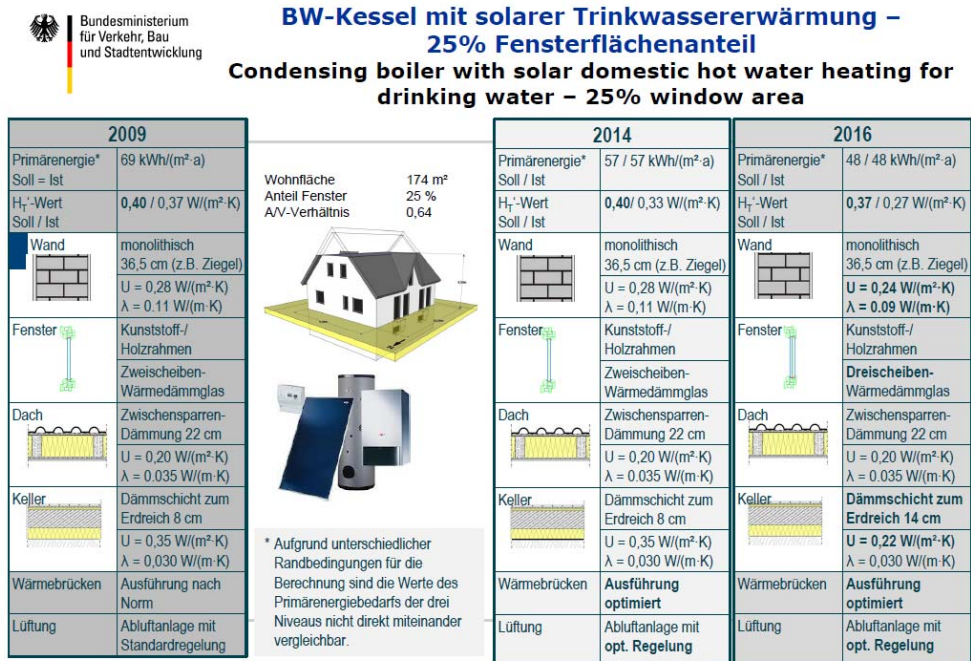 Bundesministerium
für Verkehr, Bau
und Stadtentwicklung
BW-Kessel mit solarer Trinkwassererwärmung –
25% Fensterflächenanteil
Condensing boiler with solar domestic hot water heating for
drinking water – 25% window area
2009
Primärenergie* 69 kWh/(m²·a)
Soll = Ist
H_T'-Wert 0,40 / 0,37 W/(m²·K)
Soll / Ist
Wand monolithisch
36,5 cm (z.B. Ziegel)
U = 0,28 W/(m²·K)
λ = 0.11 W/(m·K)
Fenster Kunststoff-/
Holzrahmen
Zweischeiben-
Wärmedämmglas
Dach Zwischensparren-
Dämmung 22 cm
U = 0,20 W/(m²·K)
λ = 0.035 W/(m·K)
Keller Dämmschicht zum
Erdreich 8 cm
U = 0,35 W/(m²·K)
λ = 0,030 W/(m·K)
Wärmebrücken Ausführung nach
Norm
Lüftung Abluftanlage mit
Standardregelung
Wohnfläche 174 m²
Anteil Fenster 25 %
A/V-Verhältnis 0,64
* Aufgrund unterschiedlicher
Randbedingungen für die
Berechnung sind die Werte des
Primärenergiebedarfs der drei
Niveaus nicht direkt miteinander
vergleichbar.
2014
Primärenergie* 57 / 57 kWh/(m²·a)
Soll / Ist
H_T'-Wert 0,40/ 0,33 W/(m²·K)
Soll / Ist
Wand monolithisch
36,5 cm (z.B. Ziegel)
U = 0,28 W/(m²·K)
λ = 0,11 W/(m·K)
Fenster Kunststoff-/
Holzrahmen
Zweischeiben-
Wärmedämmglas
Dach Zwischensparren-
Dämmung 22 cm
U = 0,20 W/(m²·K)
λ = 0.035 W/(m·K)
Keller Dämmschicht zum
Erdreich 8 cm
U = 0,35 W/(m²·K)
λ = 0,030 W/(m·K)
Wärmebrücken Ausführung
optimiert
Lüftung Abluftanlage mit
opt. Regelung
2016
Primärenergie* 48 / 48 kWh/(m²·a)
Soll / Ist
H_T'-Wert 0,37 / 0,27 W/(m²·K)
Soll / Ist
Wand monolithisch
36,5 cm (z.B. Ziegel)
U = 0,24 W/(m²·K)
λ = 0.09 W/(m·K)
Fenster Kunststoff-/
Holzrahmen
Dreischeiben-
Wärmedämmglas
Dach Zwischensparren-
Dämmung 22 cm
U = 0,20 W/(m²·K)
λ = 0.035 W/(m·K)
Keller Dämmschicht zum
Erdreich 14 cm
U = 0,22 W/(m²·K)
λ = 0,030 W/(m·K)
Wärmebrücken Ausführung
optimiert
Lüftung Abluftanlage mit
opt. Regelung